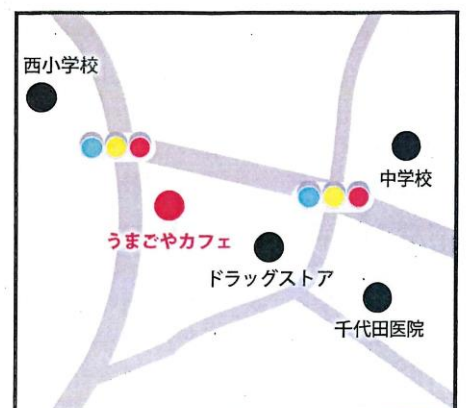 西小学校
中学校
うまごやカフェ
ドラッグストア
千代田医院